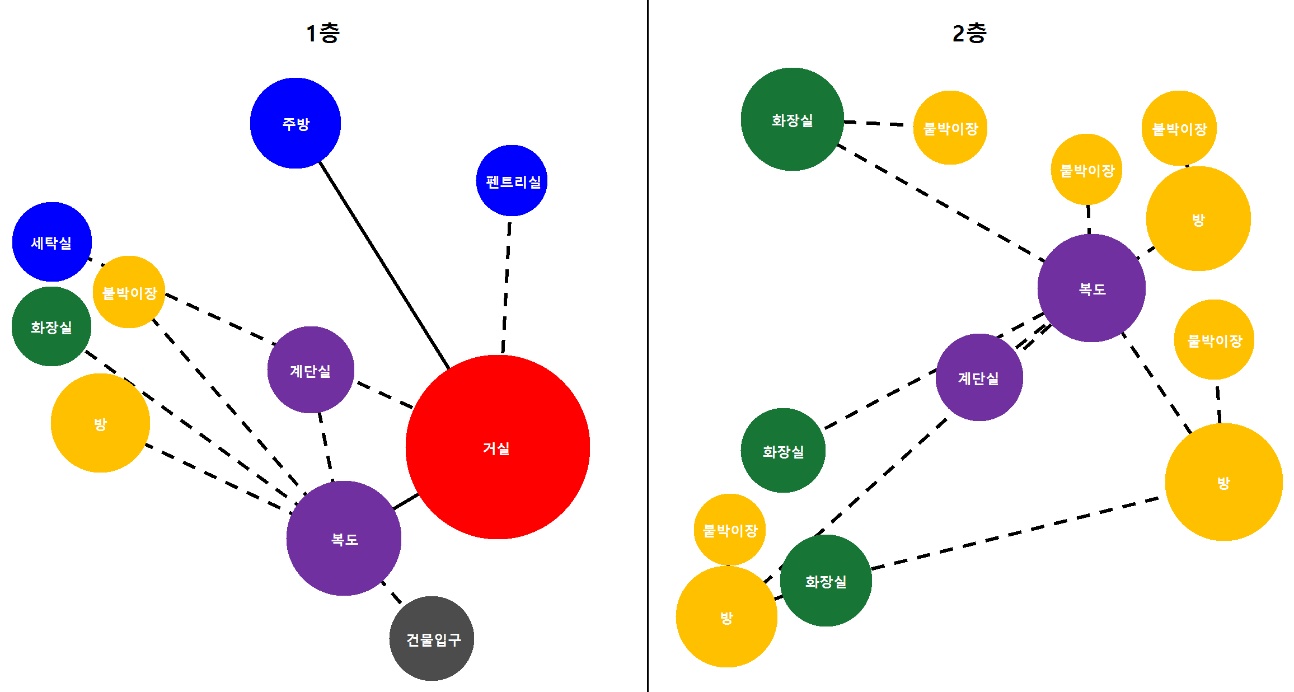 1층
주방
펜트리실
세탁실
붙박이장
화장실
계단실
방
거실
복도
건물입구
2층
화장실
붙박이장
붙박이장
붙박이장
방
복도
붙박이장
계단실
화장실
방
붙박이장
화장실
방